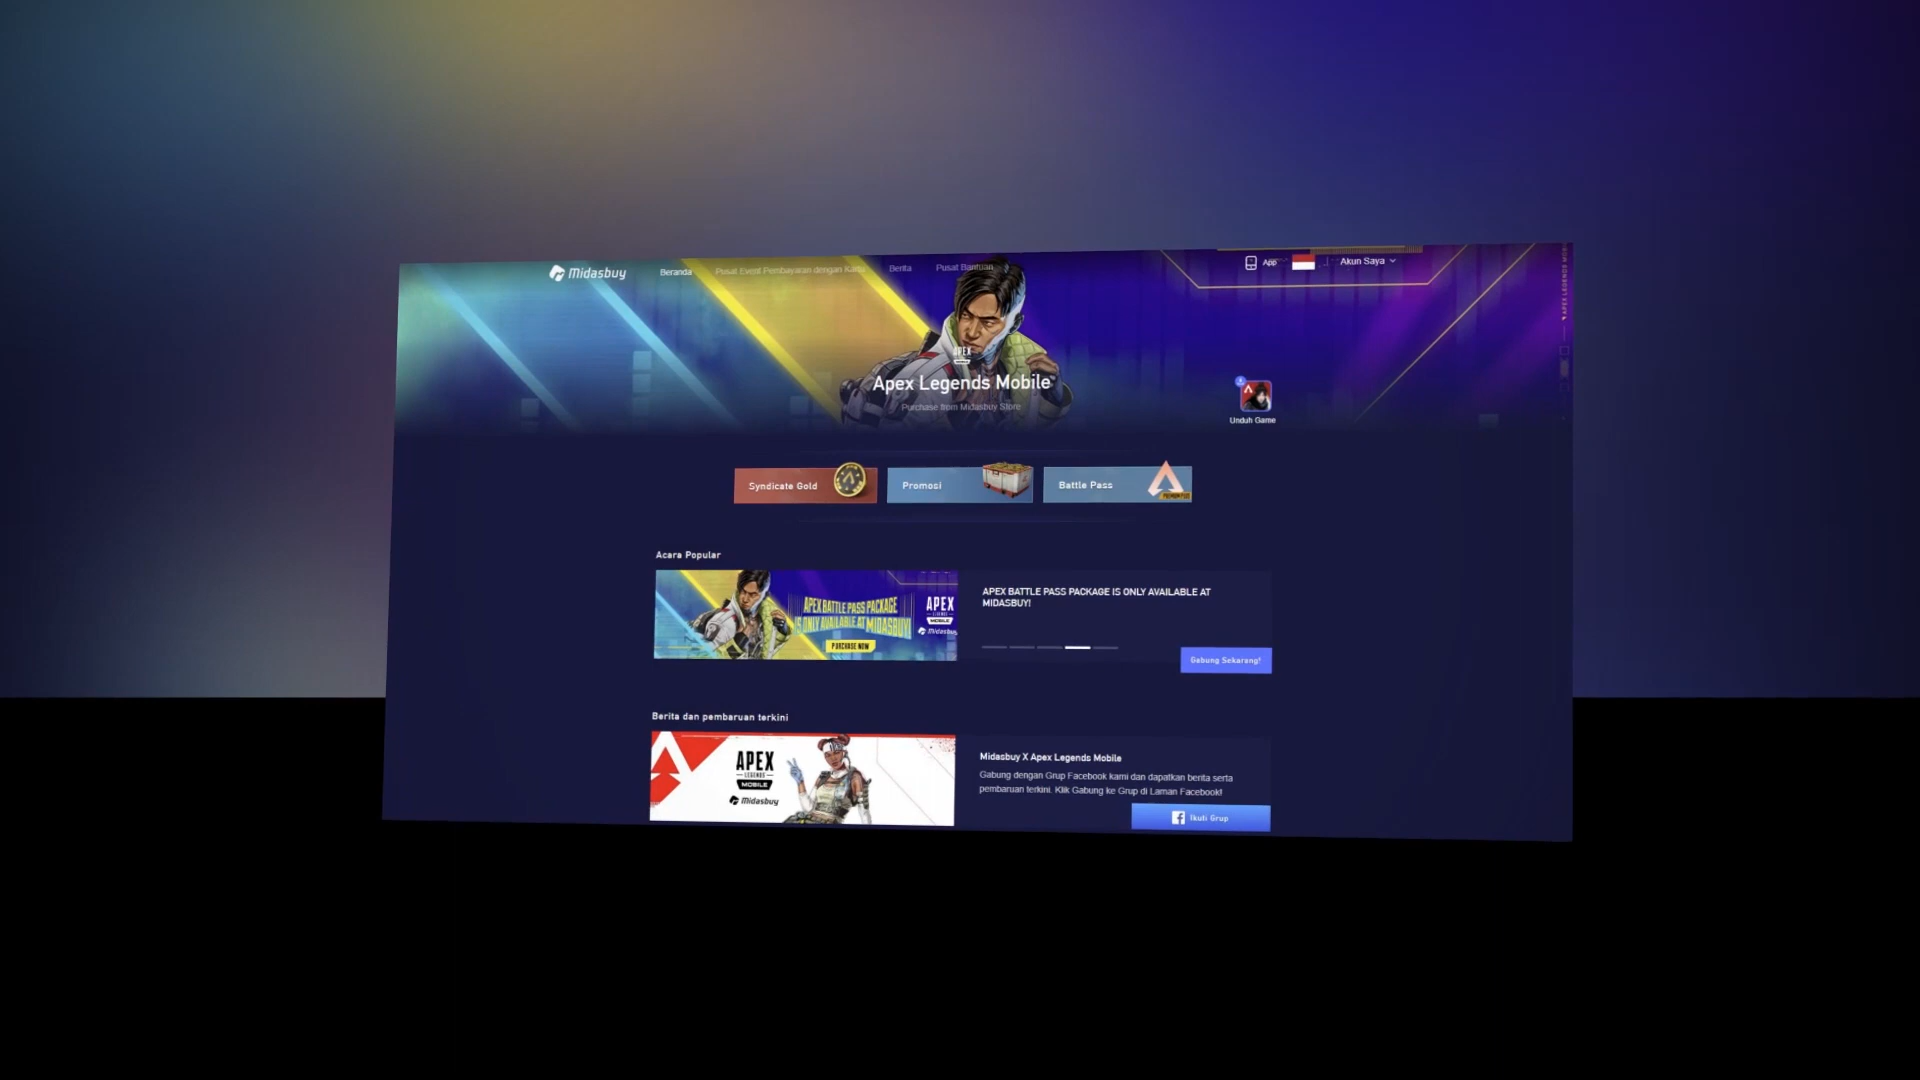 Midasbuy
Beranda
Pusat Event Pembayaran dengan Kartu
Berita
Pusat Bantuan
App
Akun Saya
APEX
Apex Legends Mobile
Purchase from Midasbuy Store
Unduh Game
Syndicate Gold
Promosi
Battle Pass
Acara Popular
APEX BATTLE PASS PACKAGE
IS ONLY AVAILABLE AT MIDASBUY!
PURCHASE NOW
APEX
LEGENDS
MOBILE
Midasbuy
APEX BATTLE PASS PACKAGE IS ONLY AVAILABLE AT
MIDASBUY!
Gabung Sekarang!
Berita dan pembaruan terkini
APEX
LEGENDS
MOBILE
Midasbuy
Midasbuy X Apex Legends Mobile
Gabung dengan Grup Facebook kami dan dapatkan berita serta
pembaruan terkini. Klik Gabung ke Grup di Laman Facebook!
Ikuti Grup